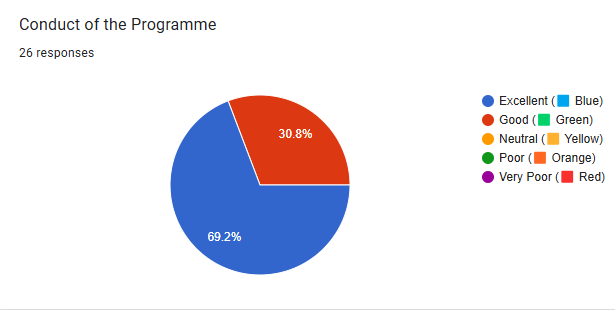 Conduct of the Programme
26 responses
30.8%
69.2%
Excellent (🟦 Blue)
Good (🟩 Green)
Neutral (🟨 Yellow)
Poor (🟧 Orange)
Very Poor (🟥 Red)